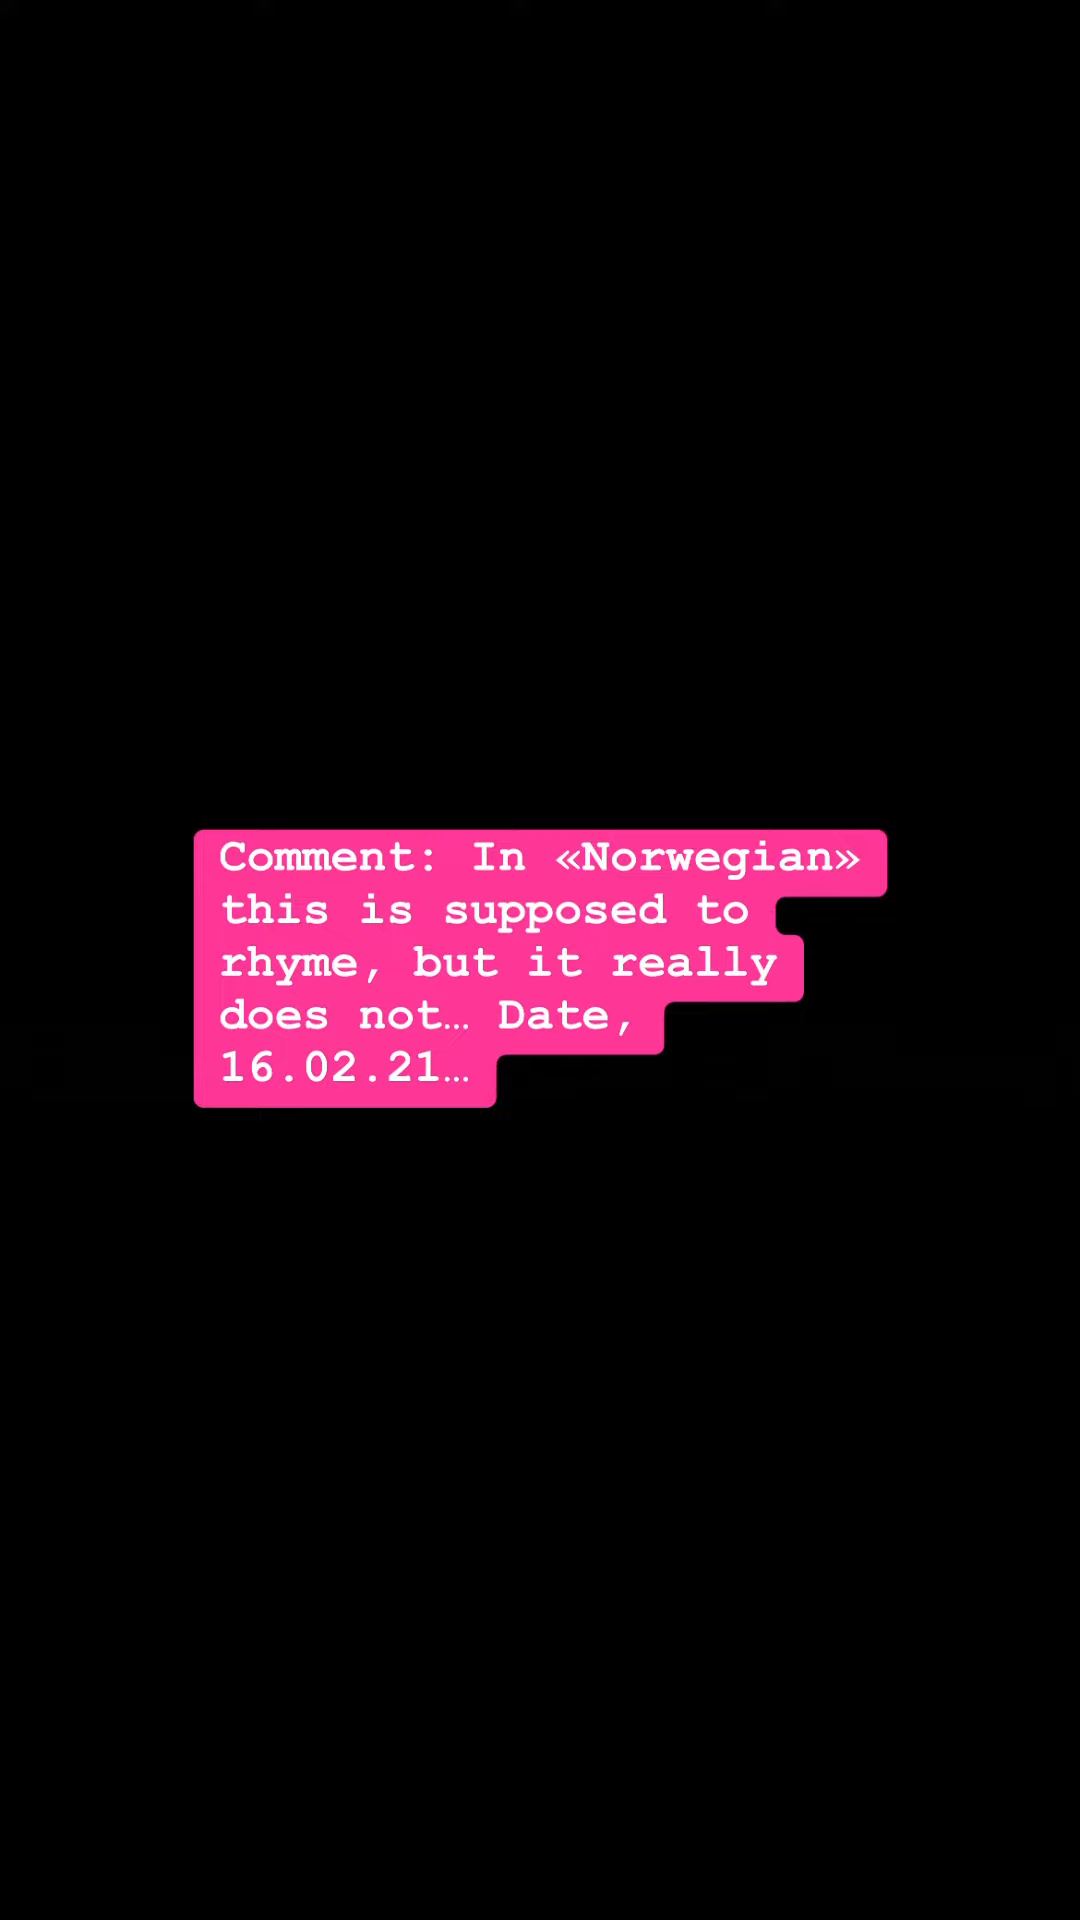 Comment: In «Norwegian»
this is supposed to
rhyme, but it really
does not… Date,
16.02.21…